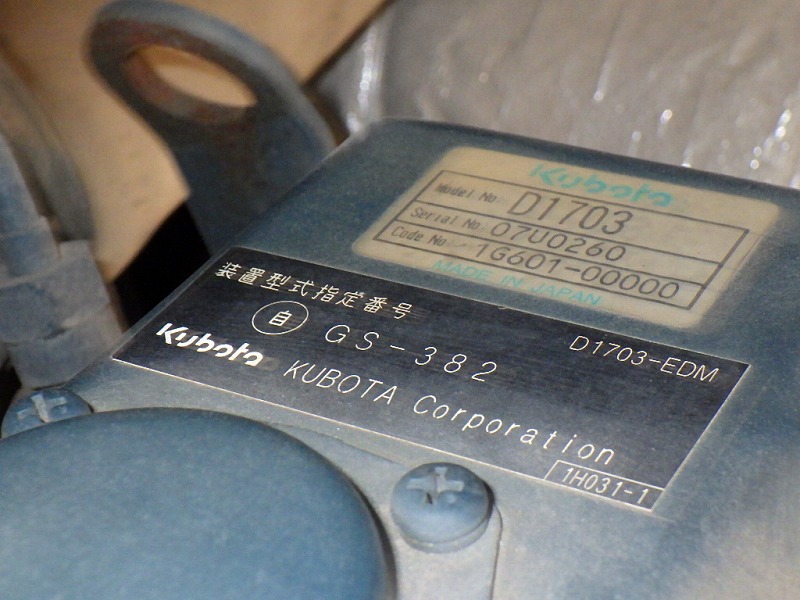 Kubota
Model No. D1703
Serial No. 07U0260
Code No. 1G601-00000
MADE IN JAPAN
装置型式指定番号
自 GS-382
D1703-EDM
Kubota KUBOTA Corporation
1H031-1